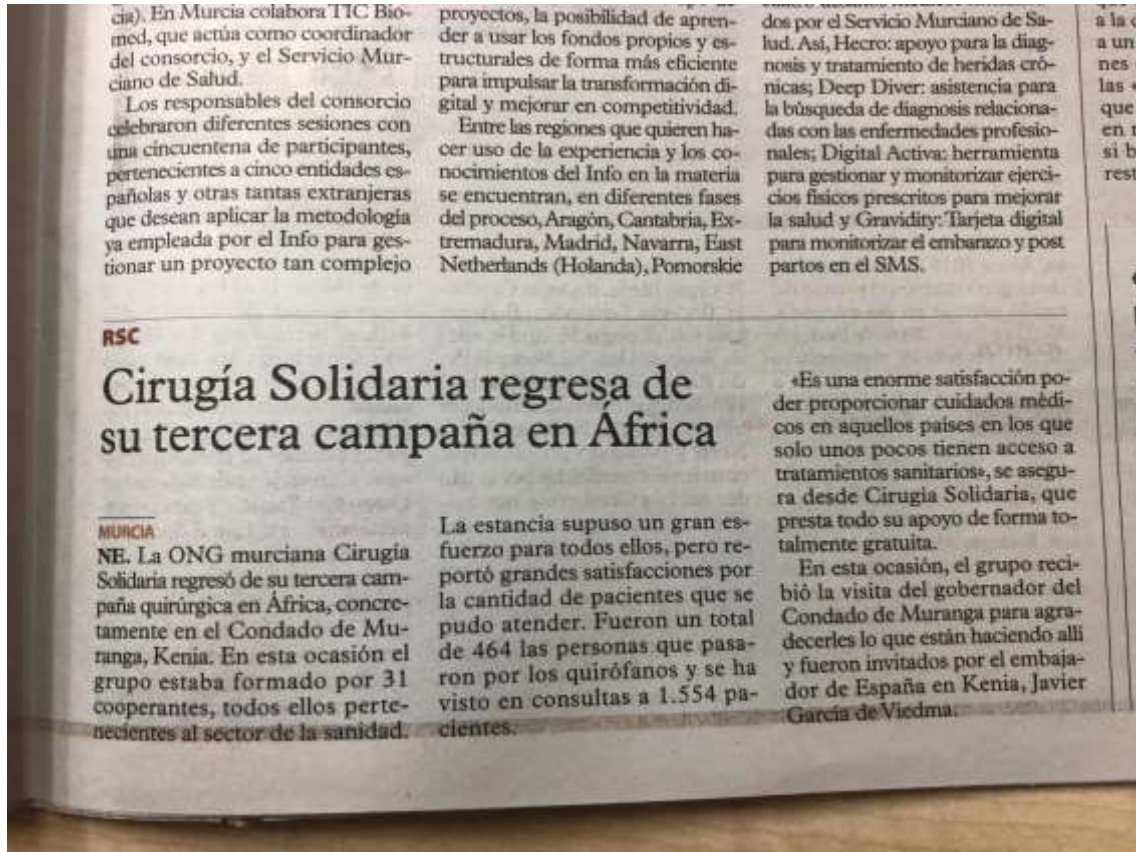 cia). En Murcia colabora TIC Bio-
med, que actúa como coordinador
del consorcio, y el Servicio Mur-
ciano de Salud.
Los responsables del consorcio
celebraron diferentes sesiones con
una cincuentena de participantes,
pertenecientes a cinco entidades es-
pañolas y otras tantas extranjeras
que desean aplicar la metodología
ya empleada por el Info para ges-
tionar un proyecto tan complejo
proyectos, la posibilidad de apren-
der a usar los fondos propios y es-
tructurales de forma más eficiente
para impulsar la transformación di-
gital y mejorar en competitividad.
Entre las regiones que quieren ha-
cer uso de la experiencia y los co-
nocimientos del Info en la materia
se encuentran, en diferentes fases
del proceso, Aragón, Cantabria, Ex-
tremadura, Madrid, Navarra, East
Netherlands (Holanda), Pomorskie
dos por el Servicio Murciano de Sa-
lud. Así, Hecro: apoyo para la diag-
nosis y tratamiento de heridas cró-
nicas; Deep Diver: asistencia para
la búsqueda de diagnosis relaciona-
das con las enfermedades profesio-
nales; Digital Activa: herramienta
para gestionar y monitorizar ejerci-
cios físicos prescritos para mejorar
la salud y Gravidity: Tarjeta digital
para monitorizar el embarazo y post
partos en el SMS.
a la
a un
nes
las
que
en
si b
rest
RSC
Cirugía Solidaria regresa de
su tercera campaña en África
MURCIA
NE. La ONG murciana Cirugía
Solidaria regresó de su tercera cam-
paña quirúrgica en África, concre-
tamente en el Condado de Mu-
ranga, Kenia. En esta ocasión el
grupo estaba formado por 31
cooperantes, todos ellos perte-
necientes al sector de la sanidad.
La estancia supuso un gran es-
fuerzo para todos ellos, pero re-
portó grandes satisfacciones por
la cantidad de pacientes que se
pudo atender. Fueron un total
de 464 las personas que pasa-
ron por los quirófanos y se ha
visto en consultas a 1.554 pa-
cientes.
«Es una enorme satisfacción po-
der proporcionar cuidados médi-
cos en aquellos países en los que
solo unos pocos tienen acceso a
tratamientos sanitarios», se asegu-
ra desde Cirugía Solidaria, que
presta todo su apoyo de forma to-
talmente gratuita.
En esta ocasión, el grupo reci-
bió la visita del gobernador del
Condado de Muranga para agra-
decerles lo que están haciendo allí
y fueron invitados por el embaja-
dor de España en Kenia, Javier
García de Viedma.